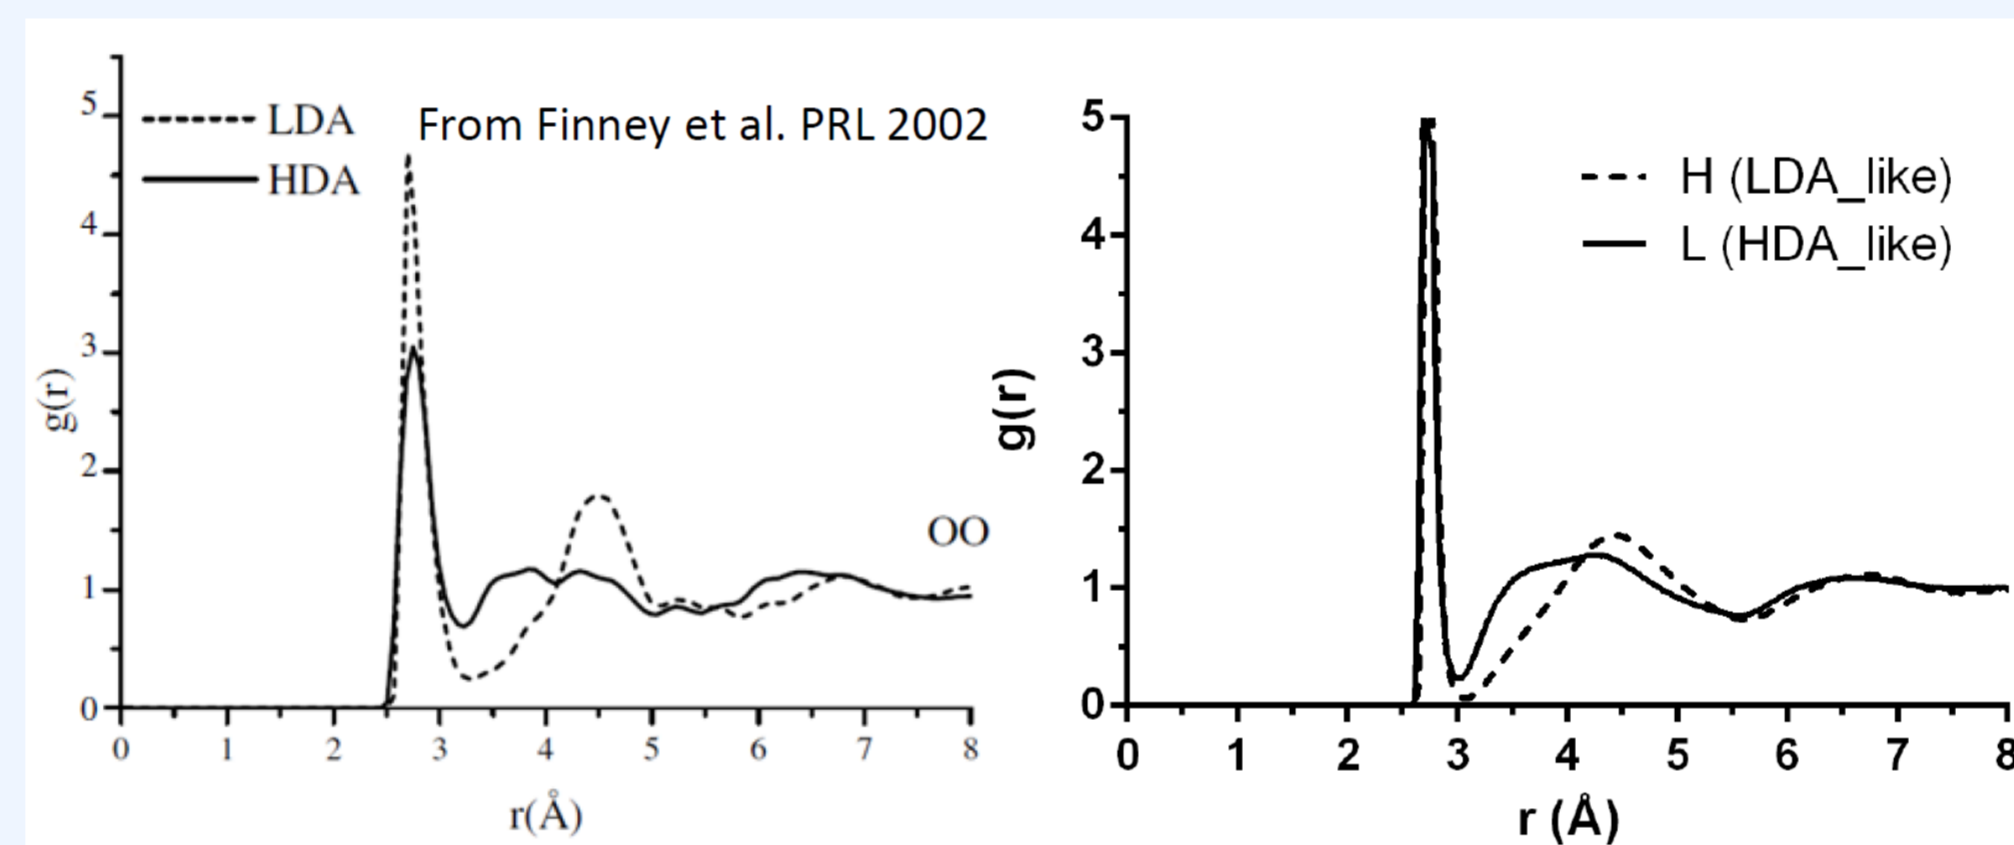 5
4
3
2
1
0
g(r)
LDA
HDA
From Finney et al. PRL 2002
OO
0 1 2 3 4 5 6 7 8
r(Å)
5
4
3
2
1
0
g(r)
H (LDA_like)
L (HDA_like)
0 1 2 3 4 5 6 7 8
r (Å)